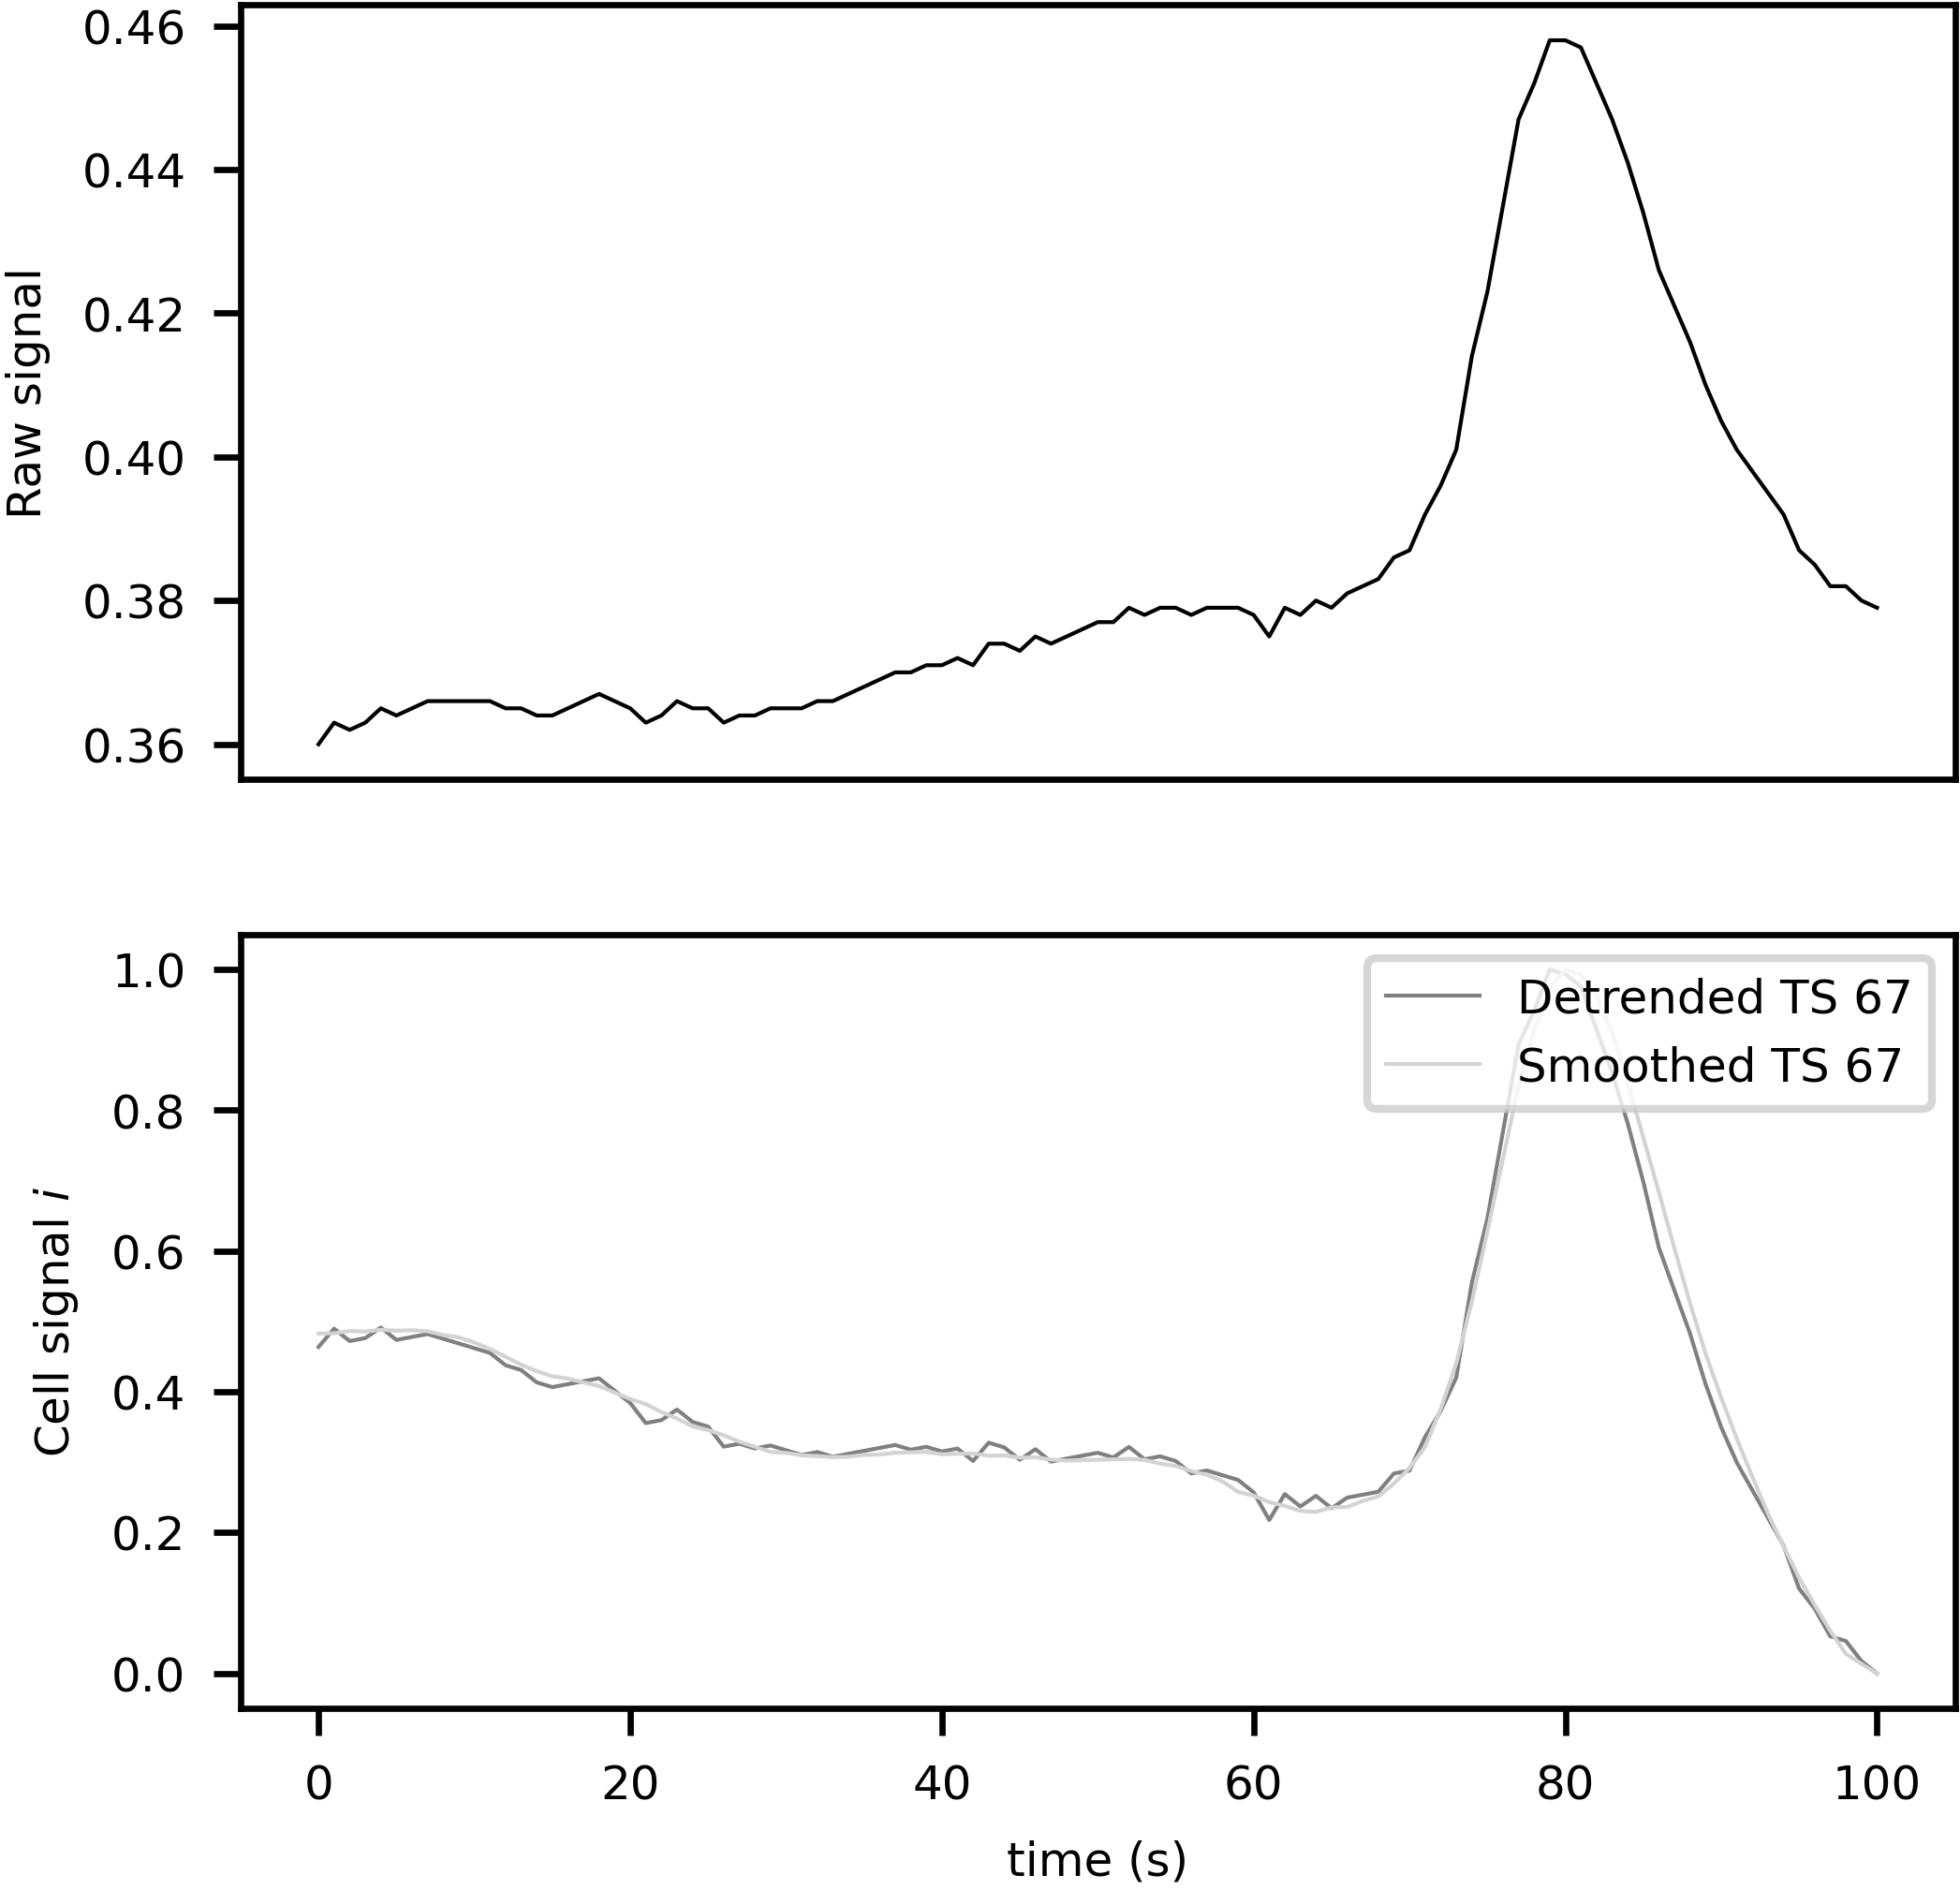 0.46
0.44
0.42
0.40
0.38
0.36
Raw signal
1.0
0.8
0.6
0.4
0.2
0.0
Cell signal i
Detrended TS 67
Smoothed TS 67
0 20 40 60 80 100
time (s)